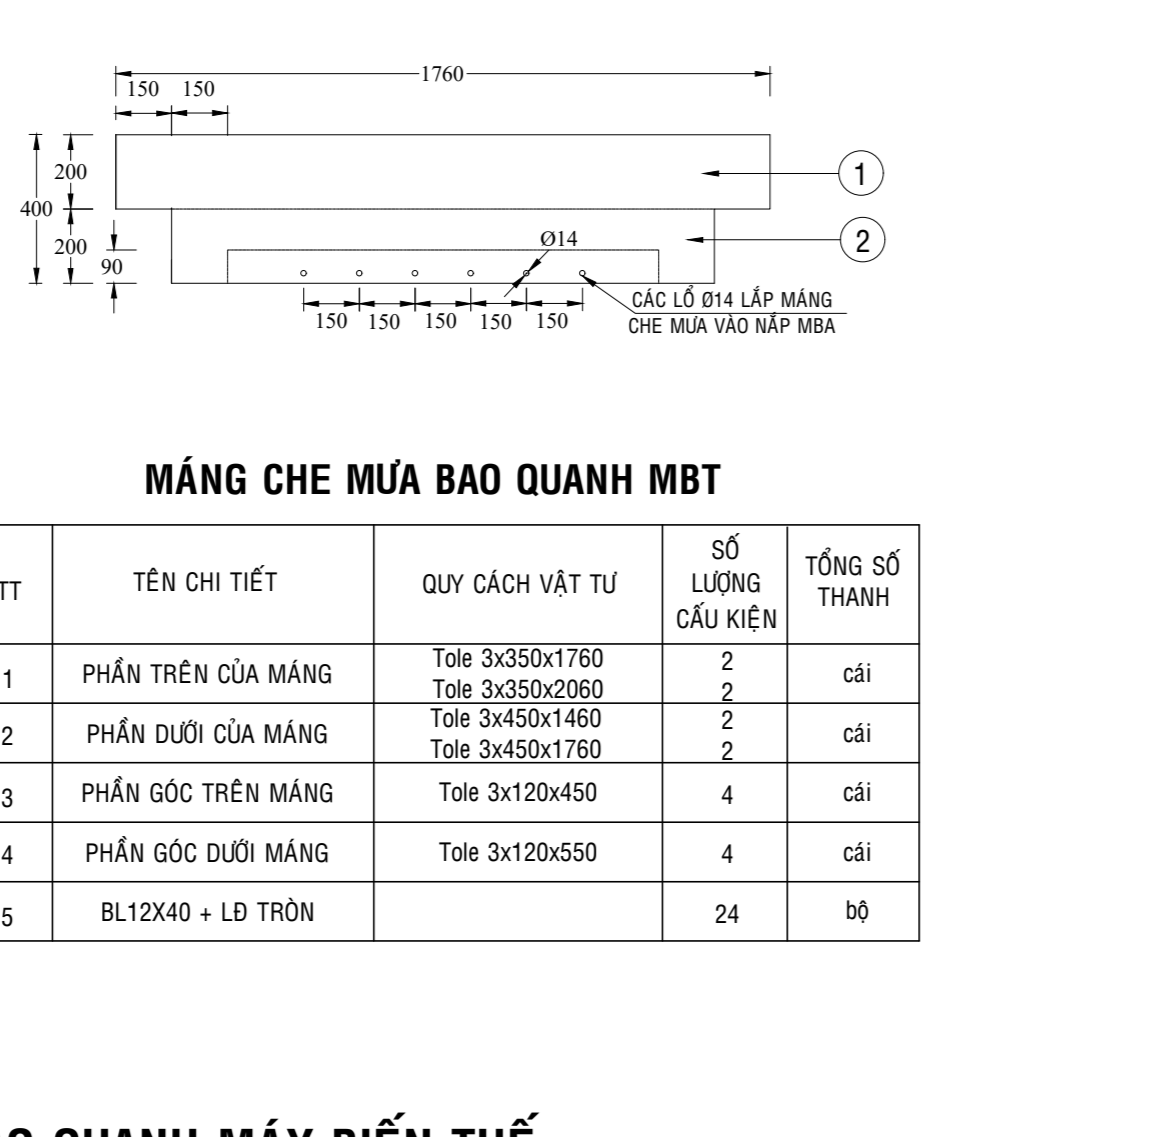 1760
150 150
200
400
200
90
1
2
Ø14
150 150 150 150 150
CÁC LỔ Ø14 LẮP MÁNG
CHE MƯA VÀO NẮP MBA
MÁNG CHE MƯA BAO QUANH MBT
TT
TÊN CHI TIẾT
QUY CÁCH VẬT TƯ
SỐ
LƯỢNG
CẤU KIỆN
TỔNG SỐ
THANH
1 PHẦN TRÊN CỦA MÁNG Tole 3x350x1760 2 cái
Tole 3x350x2060 2
2 PHẦN DƯỚI CỦA MÁNG Tole 3x450x1460 2 cái
Tole 3x450x1760 2
3 PHẦN GÓC TRÊN MÁNG Tole 3x120x450 4 cái
4 PHẦN GÓC DƯỚI MÁNG Tole 3x120x550 4 cái
5 BL12X40 + LĐ TRÒN 24 bộ
QUANH MÁY BIẾN THẾ